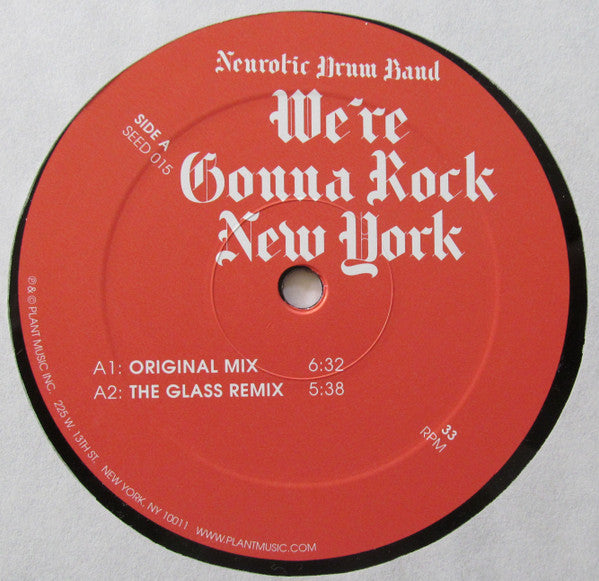 Neurotic Drum Band
We're
Gonna Rock
New York
SIDE A
SEED 015
A1: ORIGINAL MIX 6:32
A2: THE GLASS REMIX 5:38
33
RPM
℗ & © PLANT MUSIC INC. 225 W. 13TH ST. NEW YORK, NY 10011 WWW.PLANTMUSIC.COM